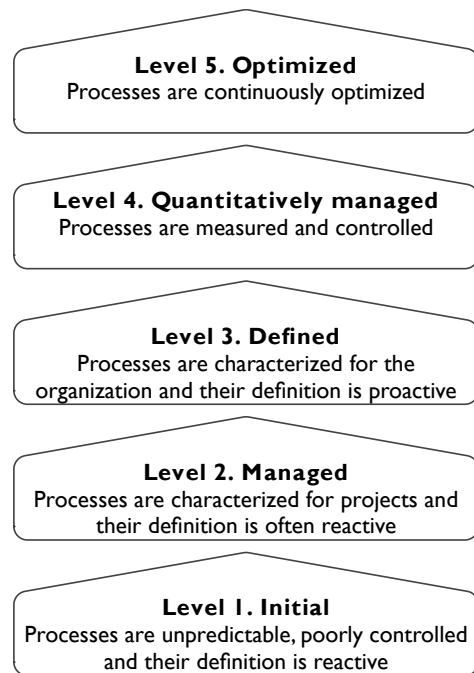 Level 5. Optimized
Processes are continuously optimized
Level 4. Quantitatively managed
Processes are measured and controlled
Level 3. Defined
Processes are characterized for the
organization and their definition is proactive
Level 2. Managed
Processes are characterized for projects and
their definition is often reactive
Level 1. Initial
Processes are unpredictable, poorly controlled
and their definition is reactive